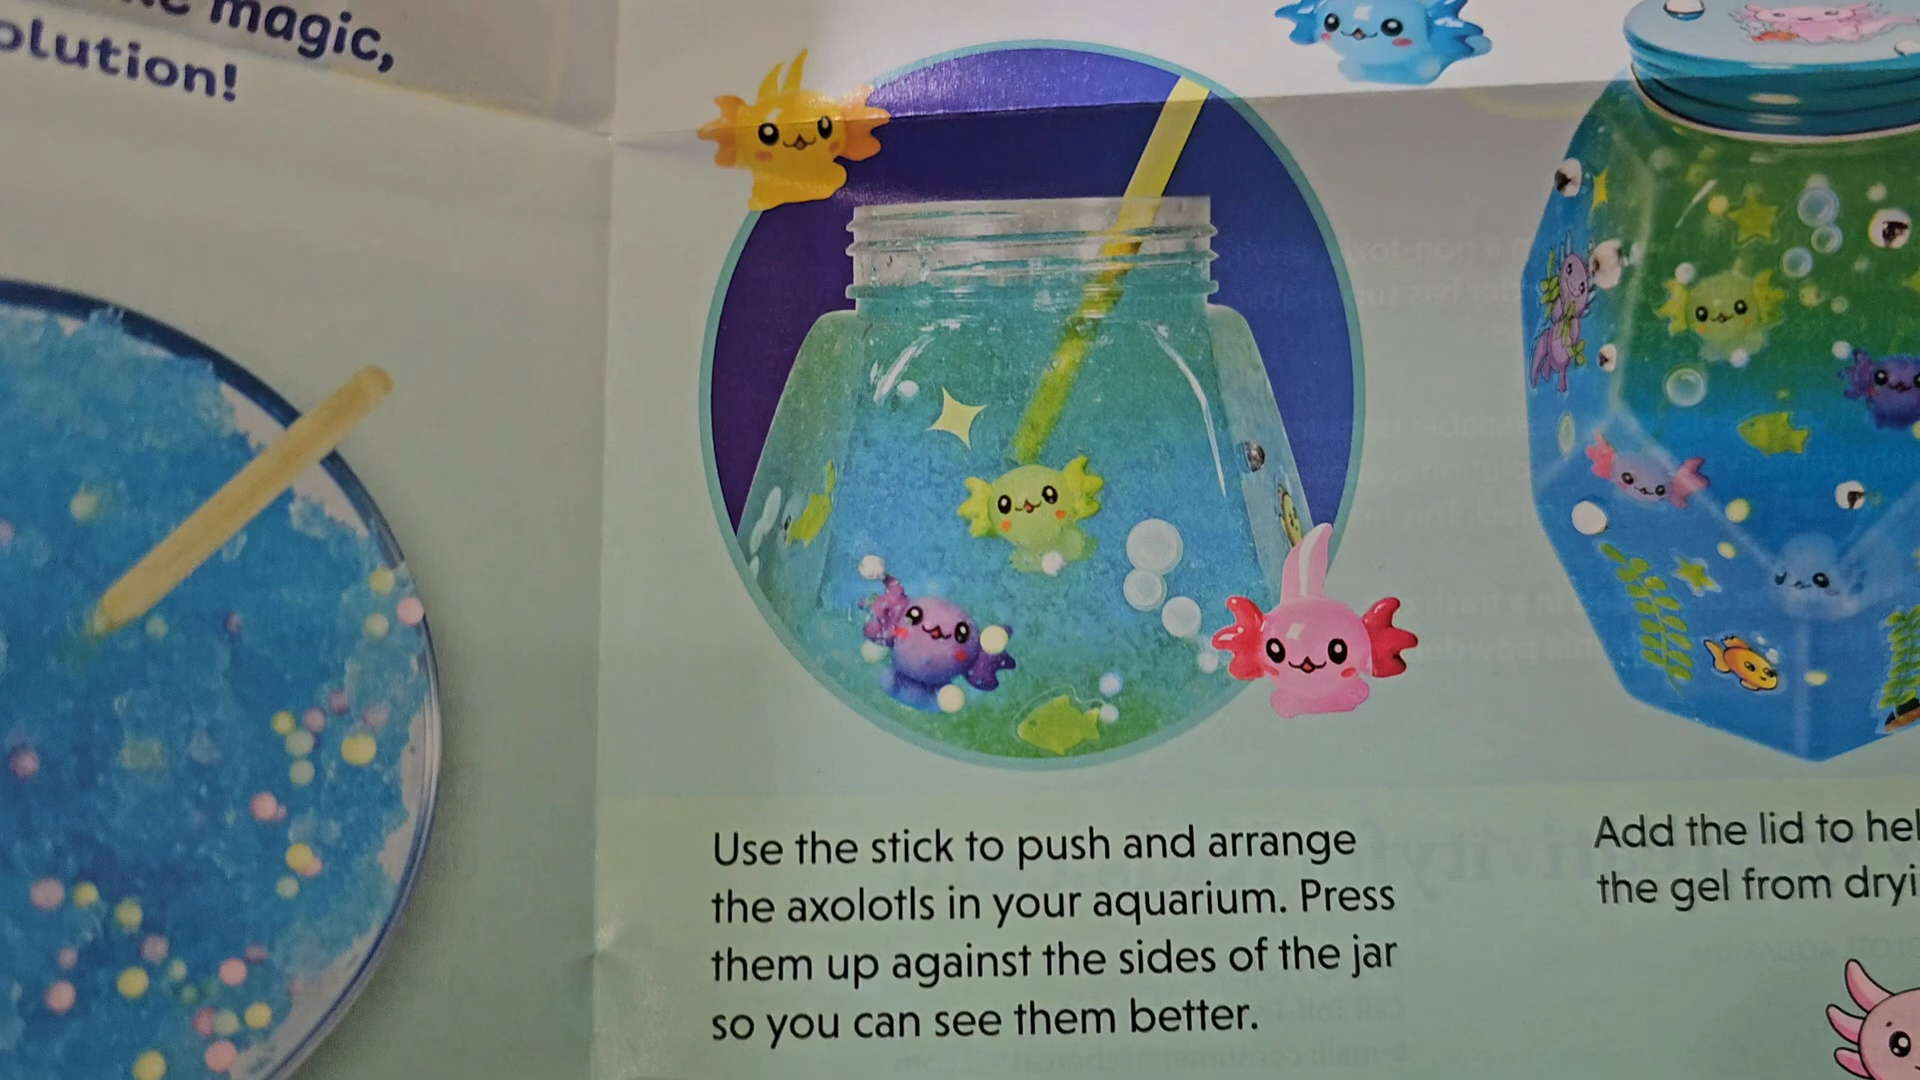 magic,
olution!
Use the stick to push and arrange
the axolotls in your aquarium. Press
them up against the sides of the jar
so you can see them better.
Add the lid to hel
the gel from dryi